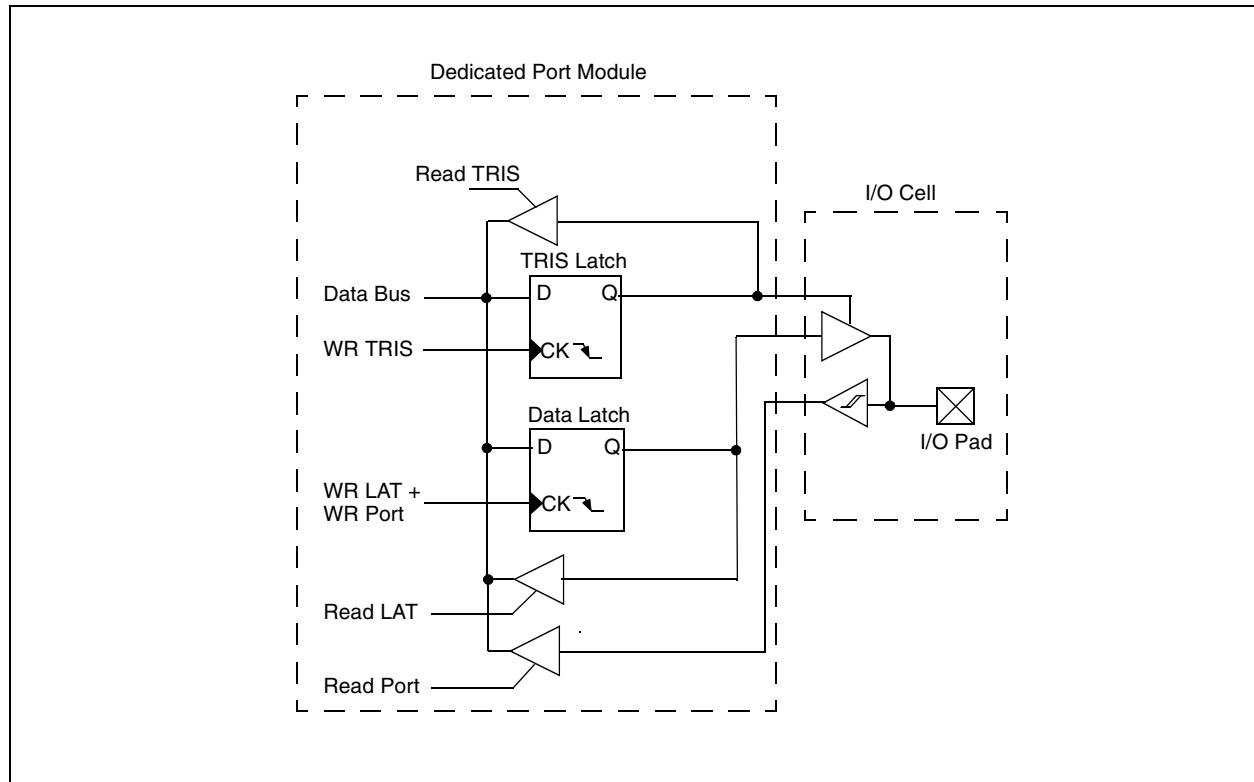 Dedicated Port Module
Read TRIS
I/O Cell
TRIS Latch
Data Bus
D Q
WR TRIS
CK
Data Latch
I/O Pad
D Q
WR LAT +
WR Port
CK
Read LAT
Read Port